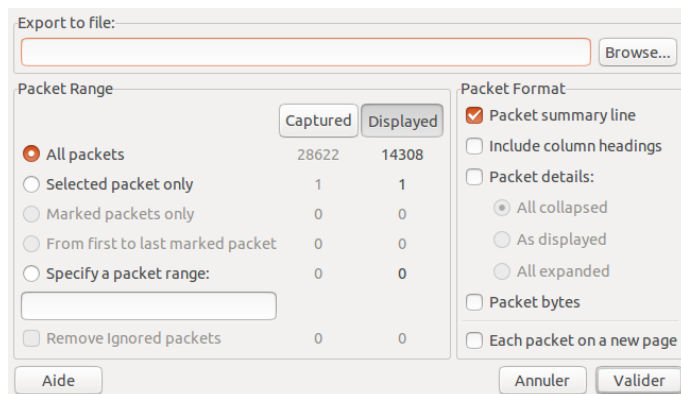 Export to file:
Browse...
Packet Range
Captured Displayed
All packets 28622 14308
Selected packet only 1 1
Marked packets only 0 0
From first to last marked packet 0 0
Specify a packet range: 0 0
Remove Ignored packets 0 0
Packet Format
Packet summary line
Include column headings
Packet details:
All collapsed
As displayed
All expanded
Packet bytes
Each packet on a new page
Aide
Annuler
Valider